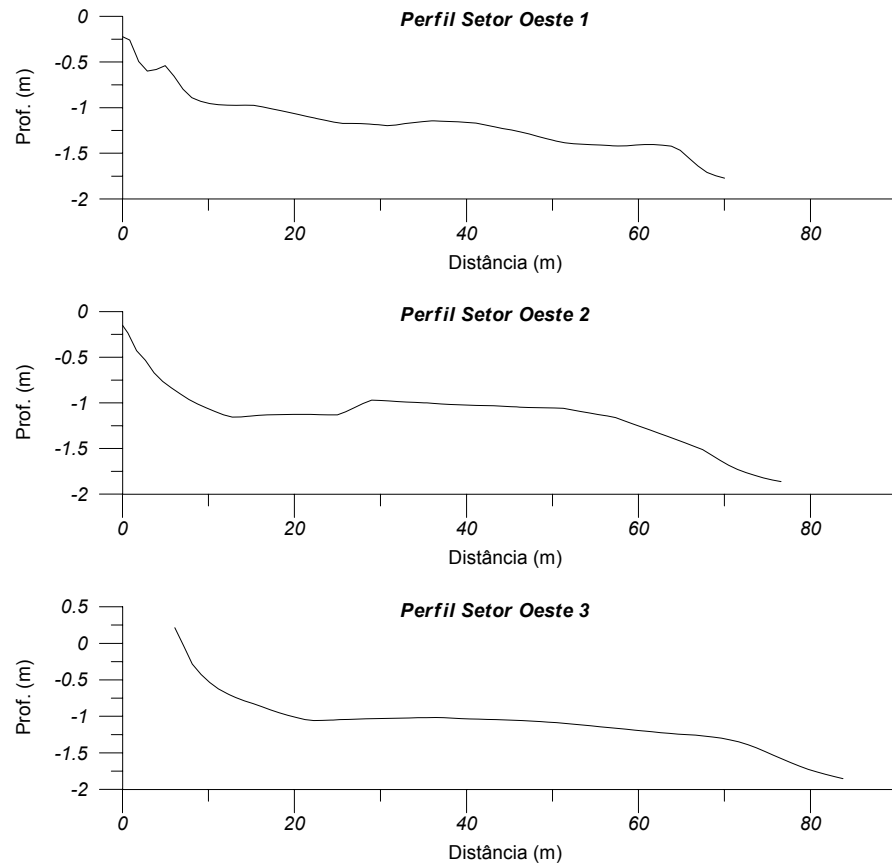 Perfil Setor Oeste 1
0
-0.5
-1
-1.5
-2
Prof. (m)
0 20 40 60 80
Distância (m)
Perfil Setor Oeste 2
0
-0.5
-1
-1.5
-2
Prof. (m)
0 20 40 60 80
Distância (m)
Perfil Setor Oeste 3
0.5
0
-0.5
-1
-1.5
-2
Prof. (m)
0 20 40 60 80
Distância (m)